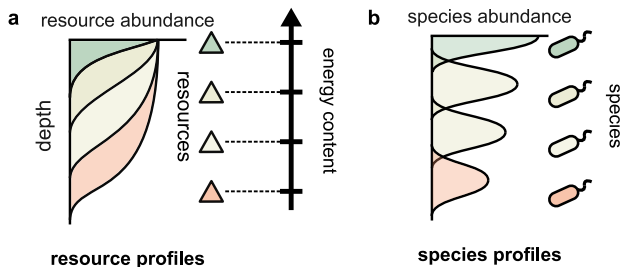 a
resource abundance
depth
resources
energy content
resource profiles
b
species abundance
species
species profiles